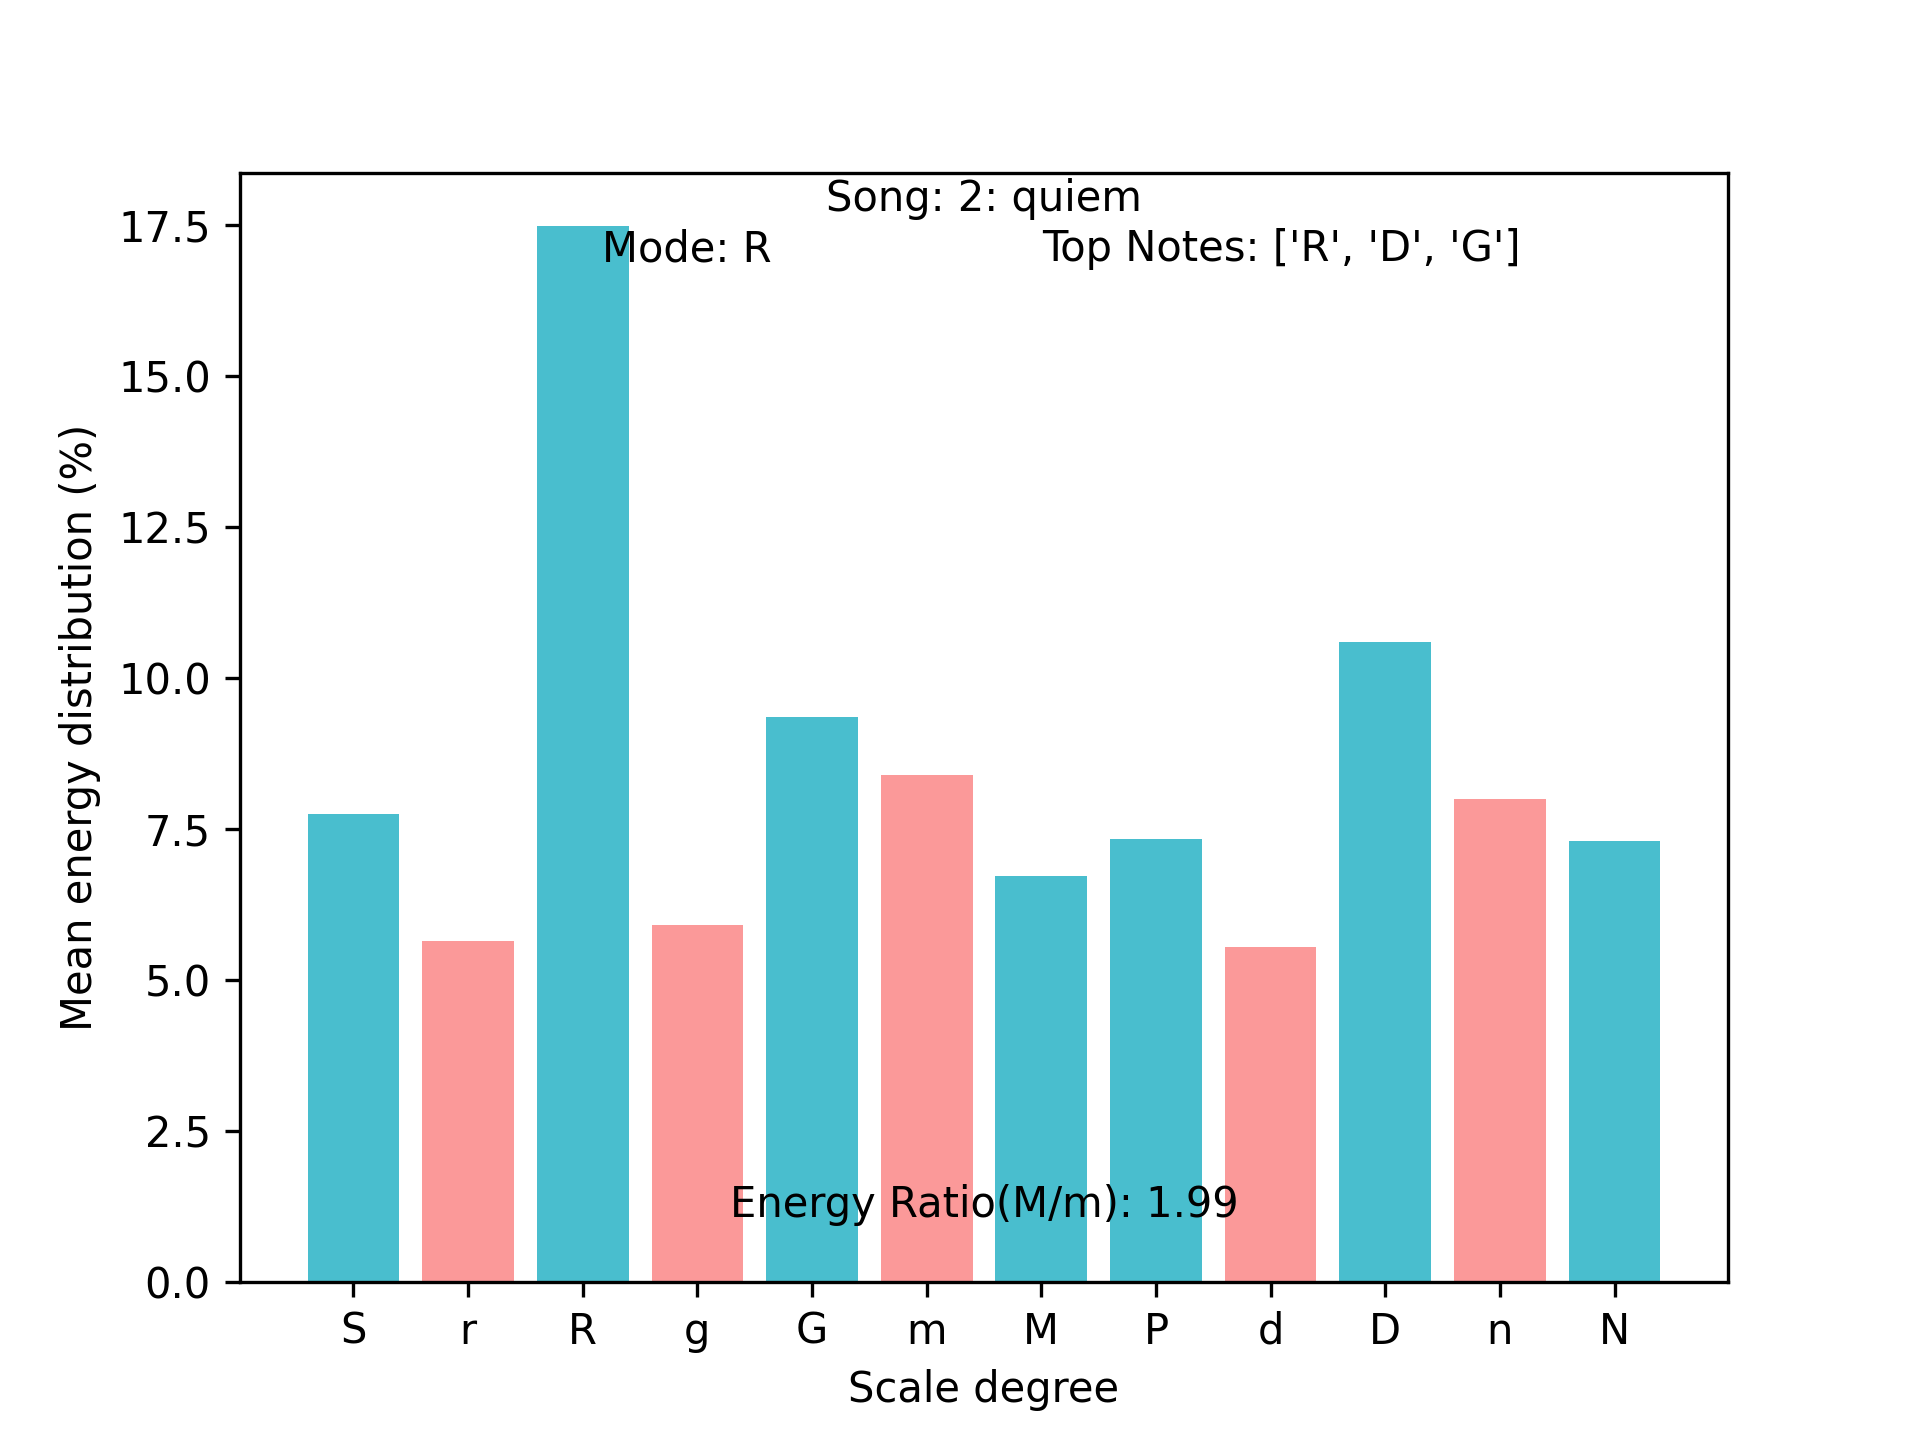 Song: 2: quiem
Mode: R
Top Notes: ['R', 'D', 'G']
17.5
15.0
12.5
10.0
7.5
5.0
2.5
0.0
Mean energy distribution (%)
Energy Ratio(M/m): 1.99
S r R g G m M P d D n N
Scale degree